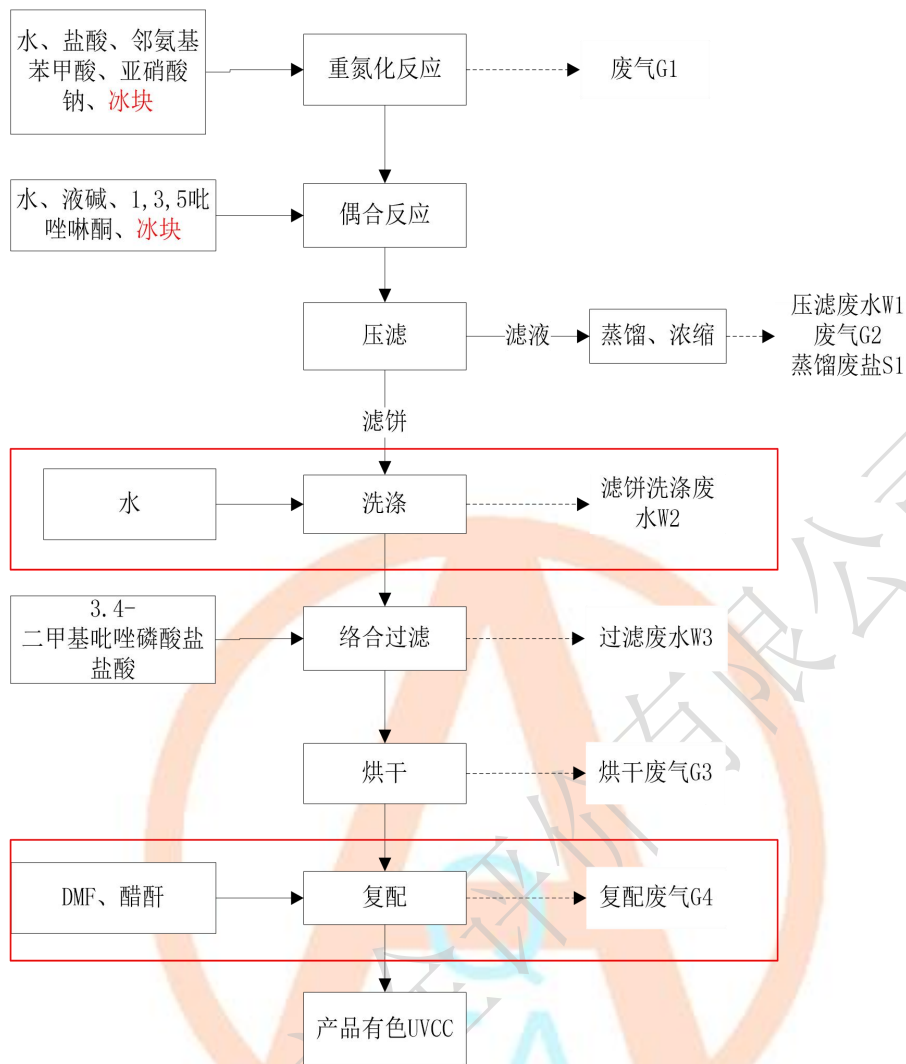 水、盐酸、邻氨基
苯甲酸、亚硝酸
钠、冰块
重氮化反应
废气G1
水、液碱、1,3,5吡
唑啉酮、冰块
偶合反应
压滤
滤液
蒸馏、浓缩
压滤废水W1
废气G2
蒸馏废盐S1
滤饼
水
洗涤
滤饼洗涤废
水W2
3.4-
二甲基吡唑磷酸盐
盐酸
络合过滤
过滤废水W3
烘干
烘干废气G3
DMF、醋酐
复配
复配废气G4
产品有色UVCC
评价有限公司